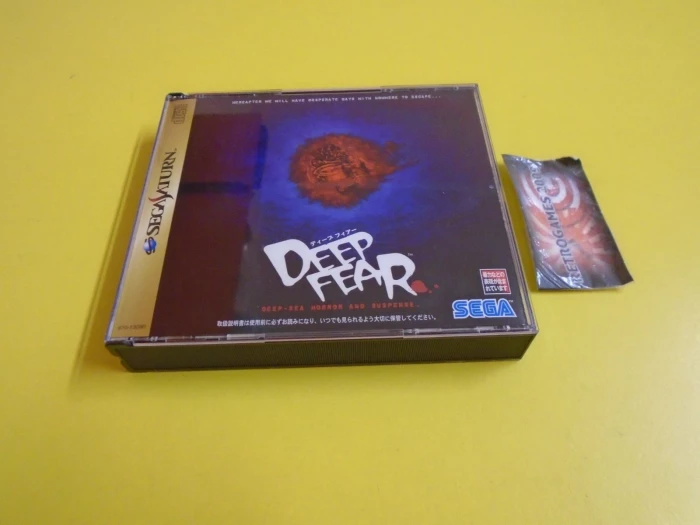 HEREAFTER WE WILL HAVE DESPERATE DAYS WITH NOWHERE TO ESCAPE...
SEGA SATURN
TM
ディープ フィアー
DEEP
FEAR
TM
DEEP-SEA HORROR AND SUSPENSE
SEGA
取扱説明書は使用前に必ずお読みになり、いつでも見られるよう大切に保管してください。
RETROGAMES